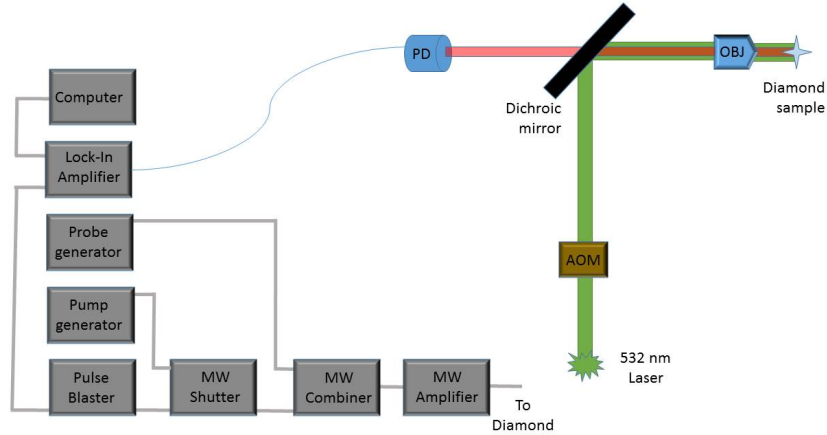 PD
OBJ
Diamond
sample
Dichroic
mirror
Computer
Lock-In
Amplifier
Probe
generator
AOM
Pump
generator
532 nm
Laser
Pulse
Blaster
MW
Shutter
MW
Combiner
MW
Amplifier
To
Diamond